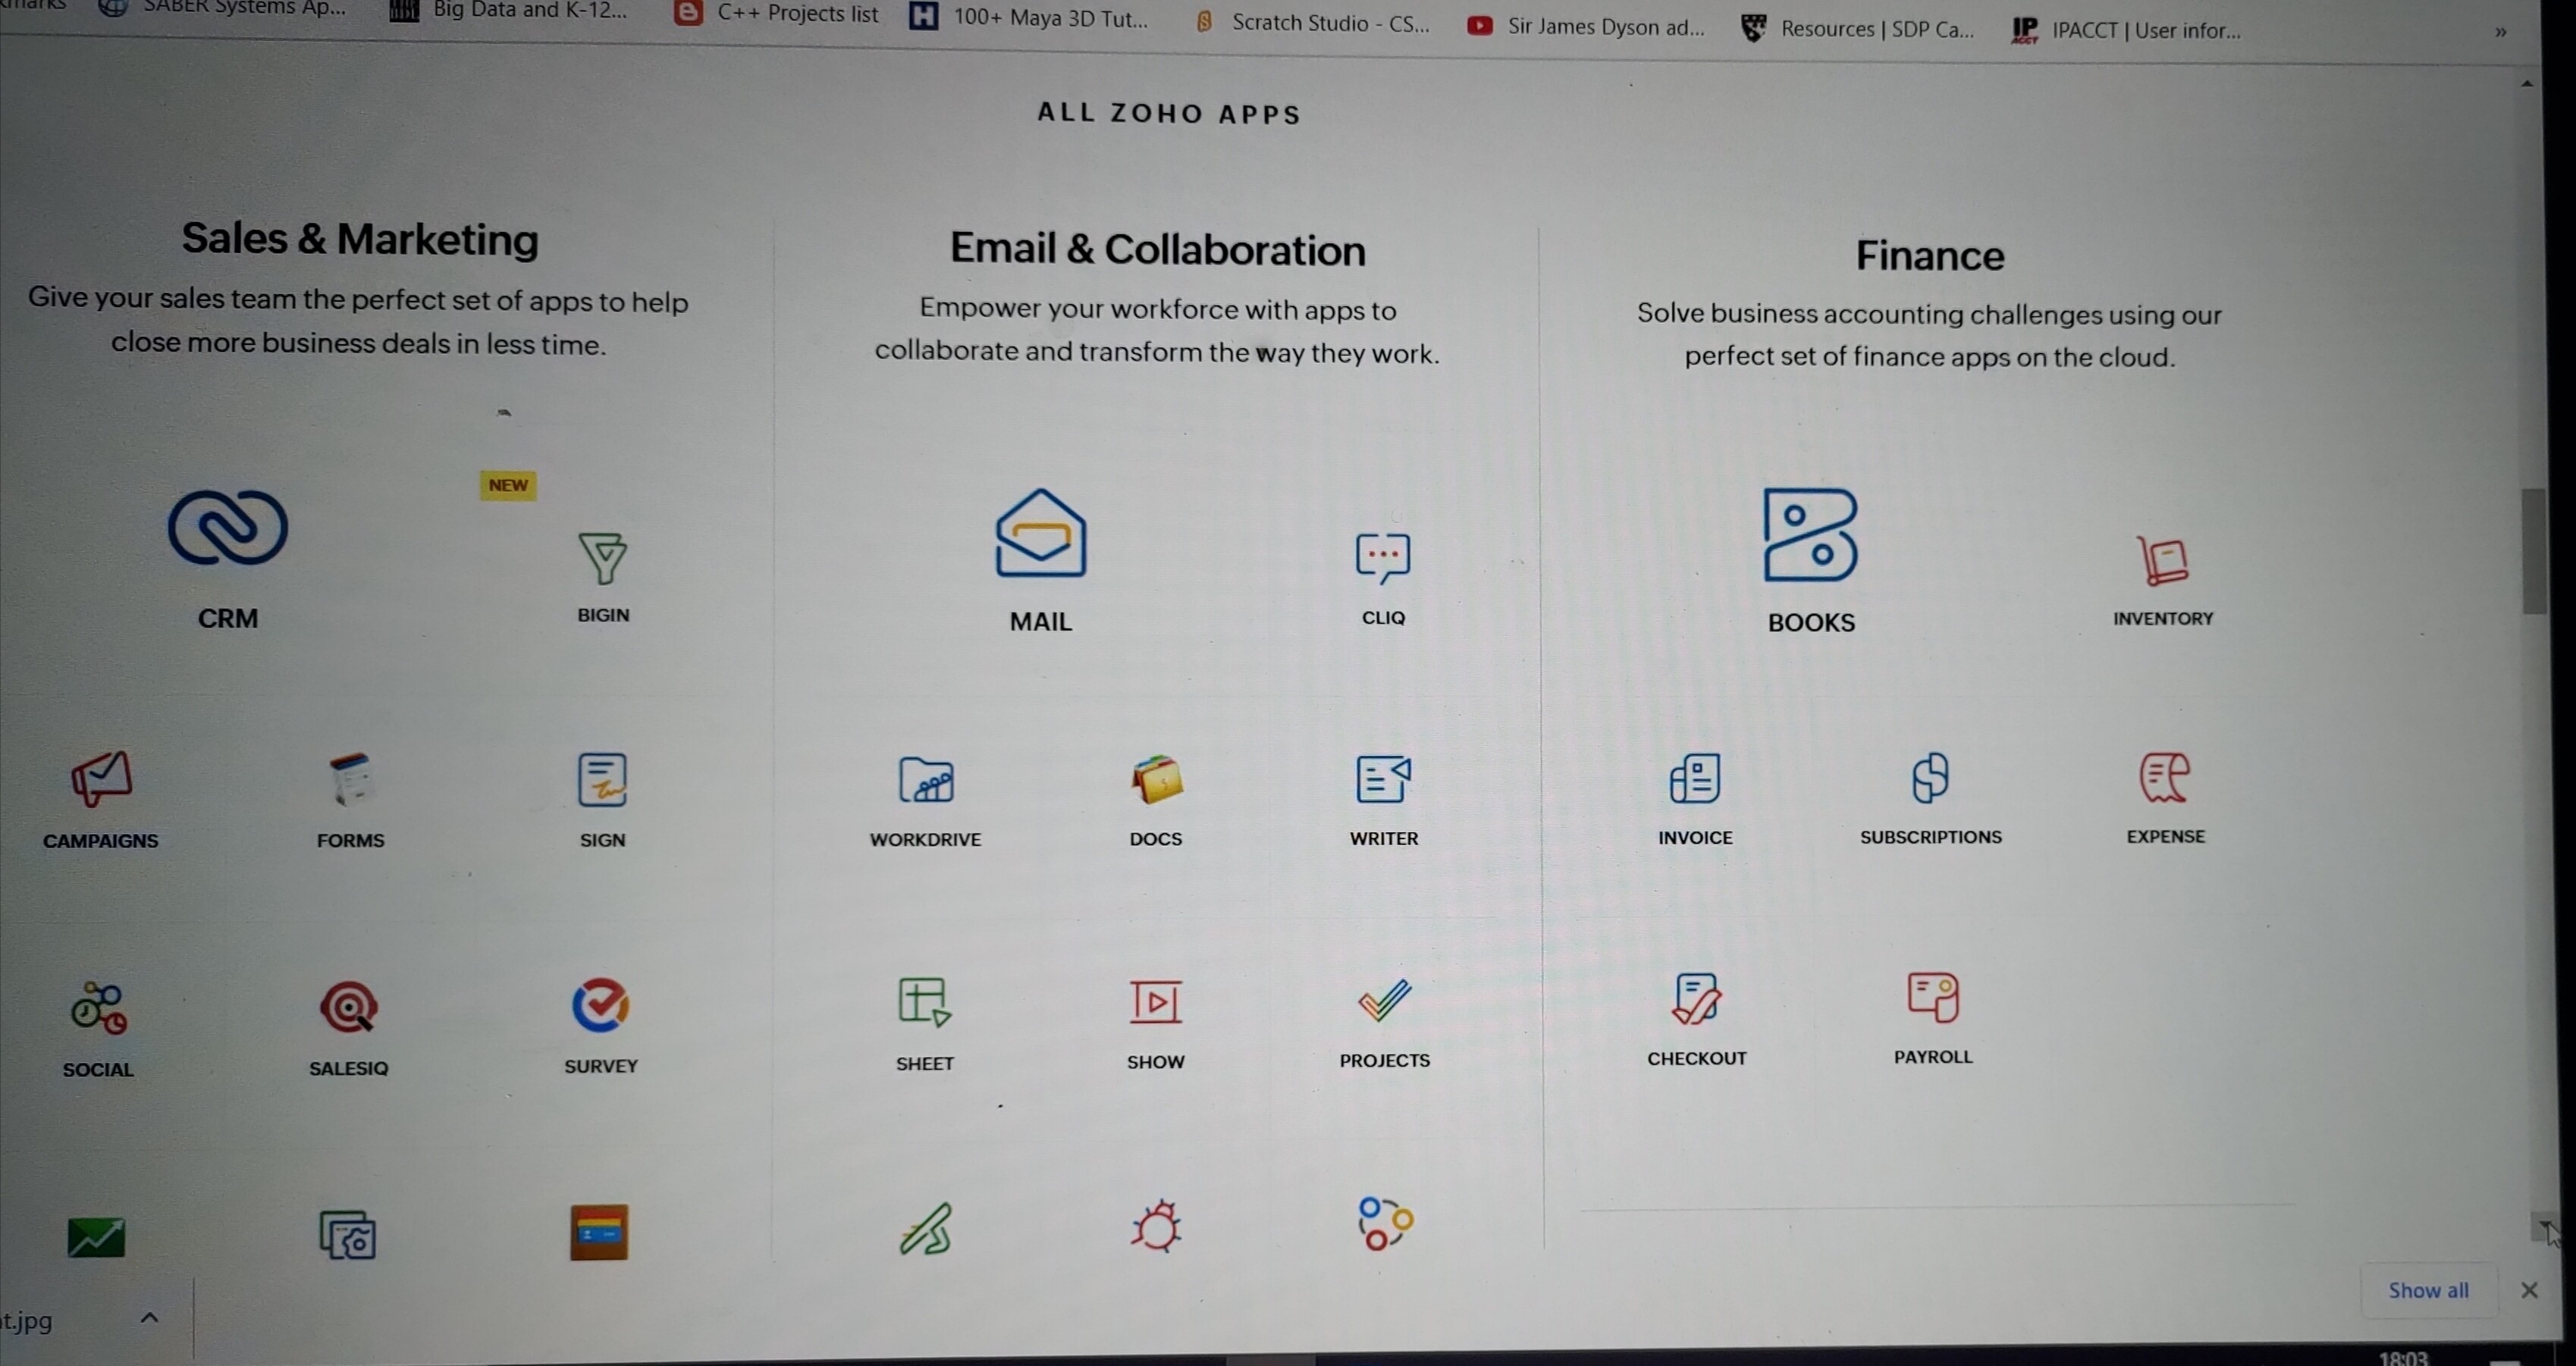 SABER Systems Ap...
Big Data and K-12...
C++ Projects list
100+ Maya 3D Tut...
Scratch Studio - CS...
Sir James Dyson ad...
Resources | SDP Ca...
IPACCT | User infor...
»
ALL ZOHO APPS
Sales & Marketing
Give your sales team the perfect set of apps to help
close more business deals in less time.
NEW
CRM
BIGIN
CAMPAIGNS
FORMS
SIGN
SOCIAL
SALESIQ
SURVEY
Email & Collaboration
Empower your workforce with apps to
collaborate and transform the way they work.
MAIL
CLIQ
WORKDRIVE
DOCS
WRITER
SHEET
SHOW
PROJECTS
Finance
Solve business accounting challenges using our
perfect set of finance apps on the cloud.
BOOKS
INVENTORY
INVOICE
SUBSCRIPTIONS
EXPENSE
CHECKOUT
PAYROLL
t.jpg
Show all
18:03